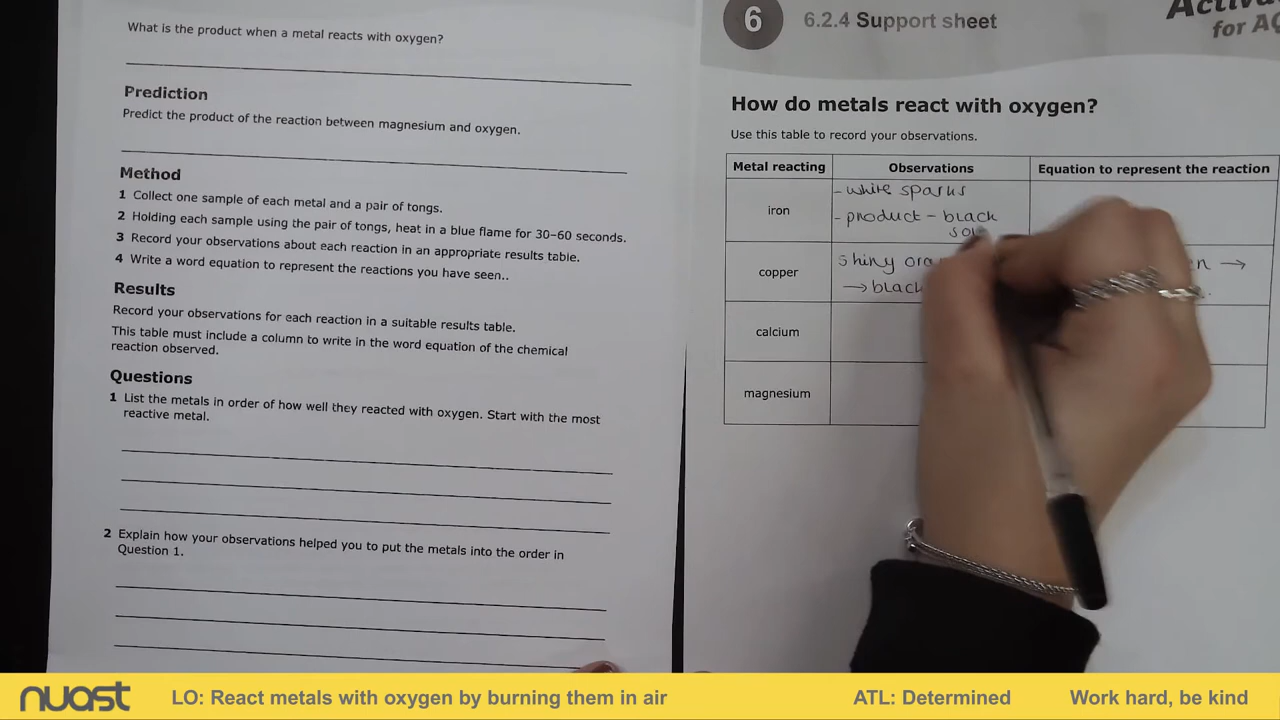 What is the product when a metal reacts with oxygen?
Prediction
Predict the product of the reaction between magnesium and oxygen.
Method
1 Collect one sample of each metal and a pair of tongs.
2 Holding each sample using the pair of tongs, heat in a blue flame for 30–60 seconds.
3 Record your observations about each reaction in an appropriate results table.
4 Write a word equation to represent the reactions you have seen..
Results
Record your observations for each reaction in a suitable results table.
This table must include a column to write in the word equation of the chemical
reaction observed.
Questions
1 List the metals in order of how well they reacted with oxygen. Start with the most
reactive metal.
2 Explain how your observations helped you to put the metals into the order in
Question 1.
6
6.2.4 Support sheet
for
How do metals react with oxygen?
Use this table to record your observations.
Metal reacting Observations Equation to represent the reaction
iron
- white sparks
- product - black
copper
shiny
→ black
→
calcium
magnesium
nuast LO: React metals with oxygen by burning them in air ATL: Determined Work hard, be kind